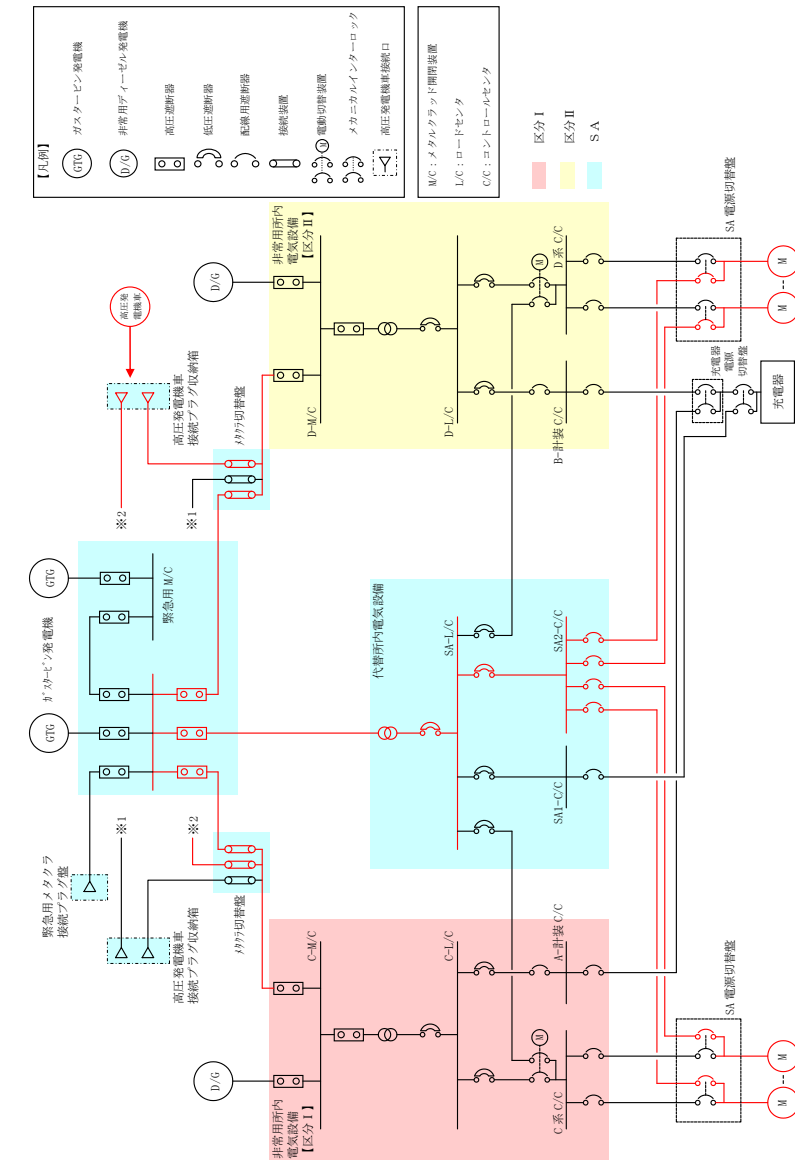 【凡例】
GTG
ガスタービン発電機
D/G
非常用ディーゼル発電機
高圧遮断器
低圧遮断器
配線用遮断器
接続装置
M
電動切替装置
メカニカルインターロック
高圧発電機車接続口
M/C：メタルクラッド開閉装置
L/C：ロードセンタ
C/C：コントロールセンタ
区分Ⅰ
区分Ⅱ
ＳＡ
緊急用メタクラ
接続プラグ盤
GTG
ｶﾞｽﾀｰﾋﾞﾝ発電機
GTG
緊急用 M/C
高圧発
電機車
高圧発電機車
接続プラグ収納箱
※1
※2
ﾒﾀｸﾗ切替盤
高圧発電機車
接続プラグ収納箱
※2
※1
ﾒﾀｸﾗ切替盤
D/G
非常用所内
電気設備
【区分Ⅰ】
C-M/C
C-L/C
M
C系 C/C
A-計装 C/C
代替所内電気設備
SA-L/C
SA1-C/C
SA2-C/C
D/G
非常用所内
電気設備
【区分Ⅱ】
D-M/C
D-L/C
M
B-計装 C/C
D系 C/C
SA 電源切替盤
M
M
充電器
電源
切替盤
充電器
SA 電源切替盤
M
M